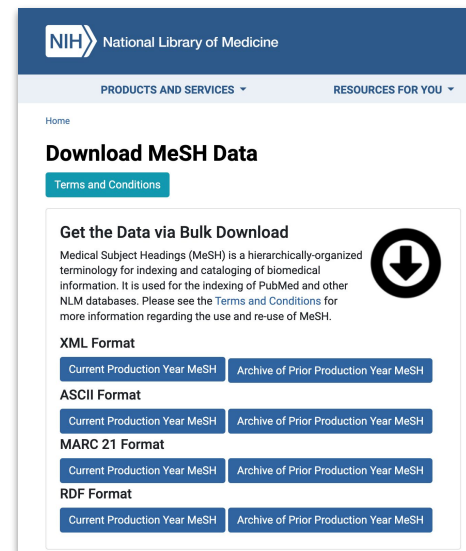 NIH National Library of Medicine
PRODUCTS AND SERVICES RESOURCES FOR YOU
Home
Download MeSH Data
Terms and Conditions
Get the Data via Bulk Download
Medical Subject Headings (MeSH) is a hierarchically-organized
terminology for indexing and cataloging of biomedical
information. It is used for the indexing of PubMed and other
NLM databases. Please see the Terms and Conditions for
more information regarding the use and re-use of MeSH.
XML Format
Current Production Year MeSH Archive of Prior Production Year MeSH
ASCII Format
Current Production Year MeSH Archive of Prior Production Year MeSH
MARC 21 Format
Current Production Year MeSH Archive of Prior Production Year MeSH
RDF Format
Current Production Year MeSH Archive of Prior Production Year MeSH